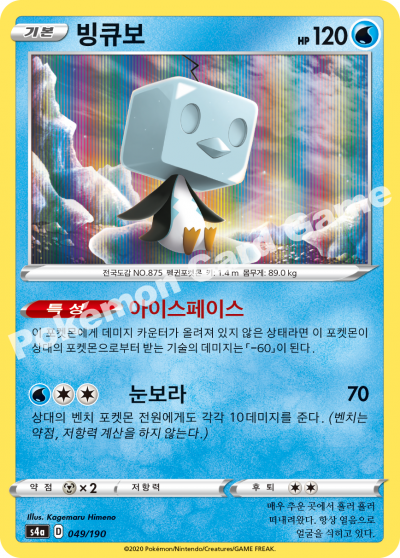 기본 빙큐보 HP 120
전국도감 NO.875 펭귄포켓몬 키: 1.4 m 몸무게: 89.0 kg
특성 아이스페이스
이 포켓몬에게 데미지 카운터가 올려져 있지 않은 상태라면 이 포켓몬이
상대의 포켓몬으로부터 받는 기술의 데미지는 「-60」이 된다.
눈보라 70
상대의 벤치 포켓몬 전원에게도 각각 10데미지를 준다. (벤치는
약점, 저항력 계산을 하지 않는다.)
약점 ×2 저항력 후퇴
Illus. Kagemaru Himeno
s4a D 049/190
매우 추운 곳에서 흘러 흘러
떠내려왔다. 항상 얼음으로
얼굴을 식히고 있다.
©2020 Pokémon/Nintendo/Creatures/GAME FREAK.
Pokémon Card Game